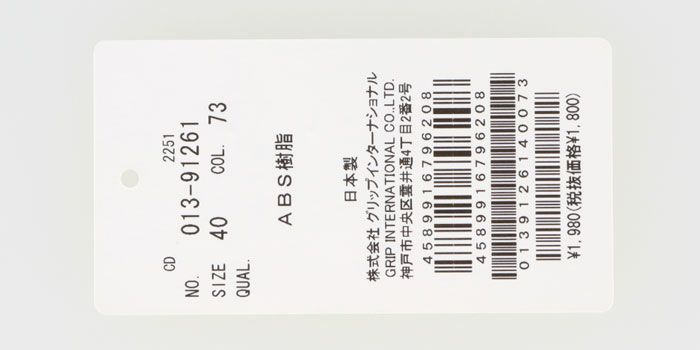 CD 2251
NO. 013-91261
SIZE 40 COL. 73
QUAL.
ABS樹脂
日本製
株式会社 グリップインターナショナル
GRIP INTERNATIONAL CO.,LTD.
神戸市中央区雲井通4丁目2番2号
4589916796208
4589916796208
0139126140073
¥1,980(税抜価格¥1,800)